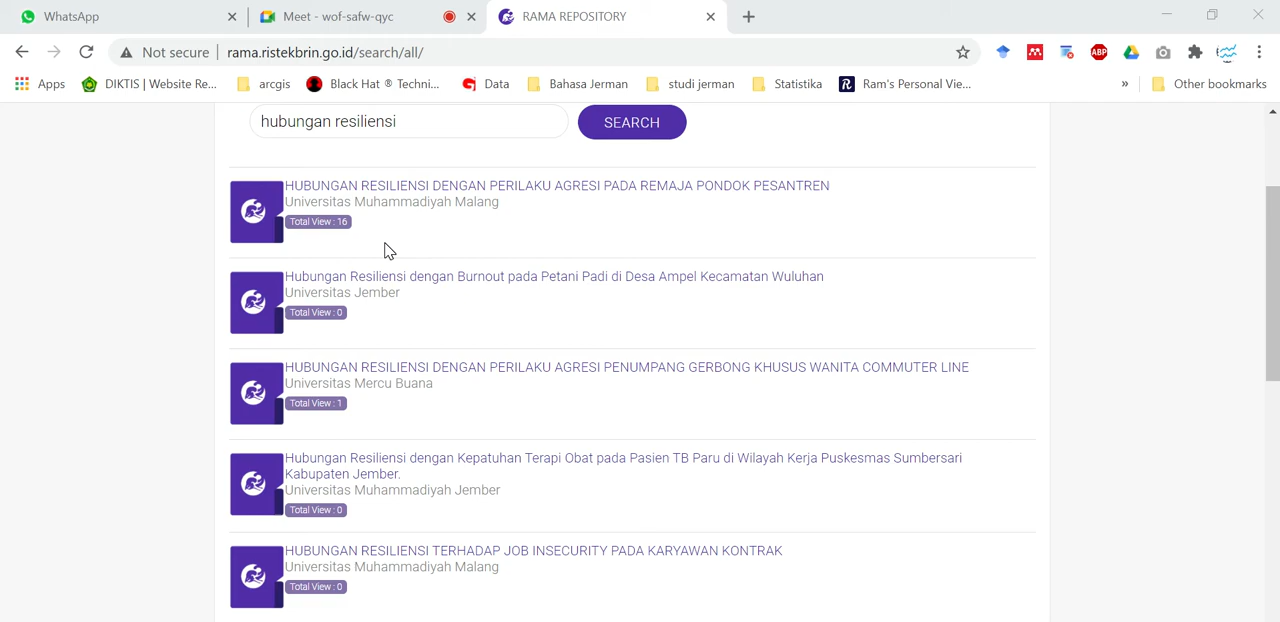 WhatsApp
Meet - wof-safw-qyc
RAMA REPOSITORY
Not secure
rama.ristekbrin.go.id/search/all/
ABP
Apps
DIKTIS | Website Re...
arcgis
Black Hat ® Techni...
Data
Bahasa Jerman
studi jerman
Statistika
R
Ram's Personal Vie...
»
Other bookmarks
hubungan resiliensi
SEARCH
HUBUNGAN RESILIENSI DENGAN PERILAKU AGRESI PADA REMAJA PONDOK PESANTREN
Universitas Muhammadiyah Malang
Total View : 16
Hubungan Resiliensi dengan Burnout pada Petani Padi di Desa Ampel Kecamatan Wuluhan
Universitas Jember
Total View : 0
HUBUNGAN RESILIENSI DENGAN PERILAKU AGRESI PENUMPANG GERBONG KHUSUS WANITA COMMUTER LINE
Universitas Mercu Buana
Total View : 1
Hubungan Resiliensi dengan Kepatuhan Terapi Obat pada Pasien TB Paru di Wilayah Kerja Puskesmas Sumbersari
Kabupaten Jember.
Universitas Muhammadiyah Jember
Total View : 0
HUBUNGAN RESILIENSI TERHADAP JOB INSECURITY PADA KARYAWAN KONTRAK
Universitas Muhammadiyah Malang
Total View : 0